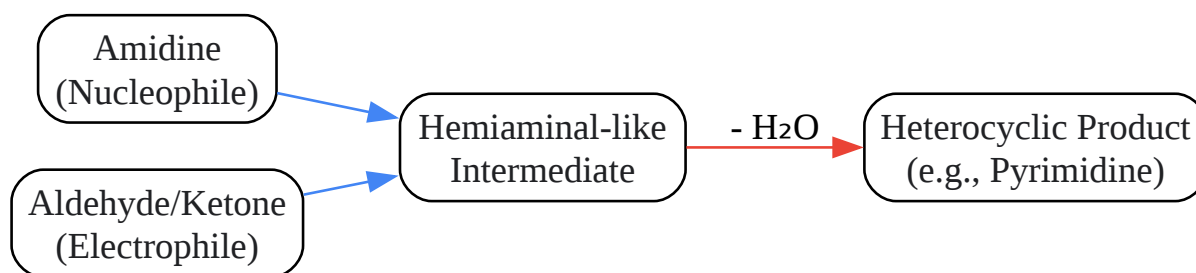 Amidine
(Nucleophile)
Aldehyde/Ketone
(Electrophile)
Hemiaminal-like
Intermediate
- H₂O
Heterocyclic Product
(e.g., Pyrimidine)